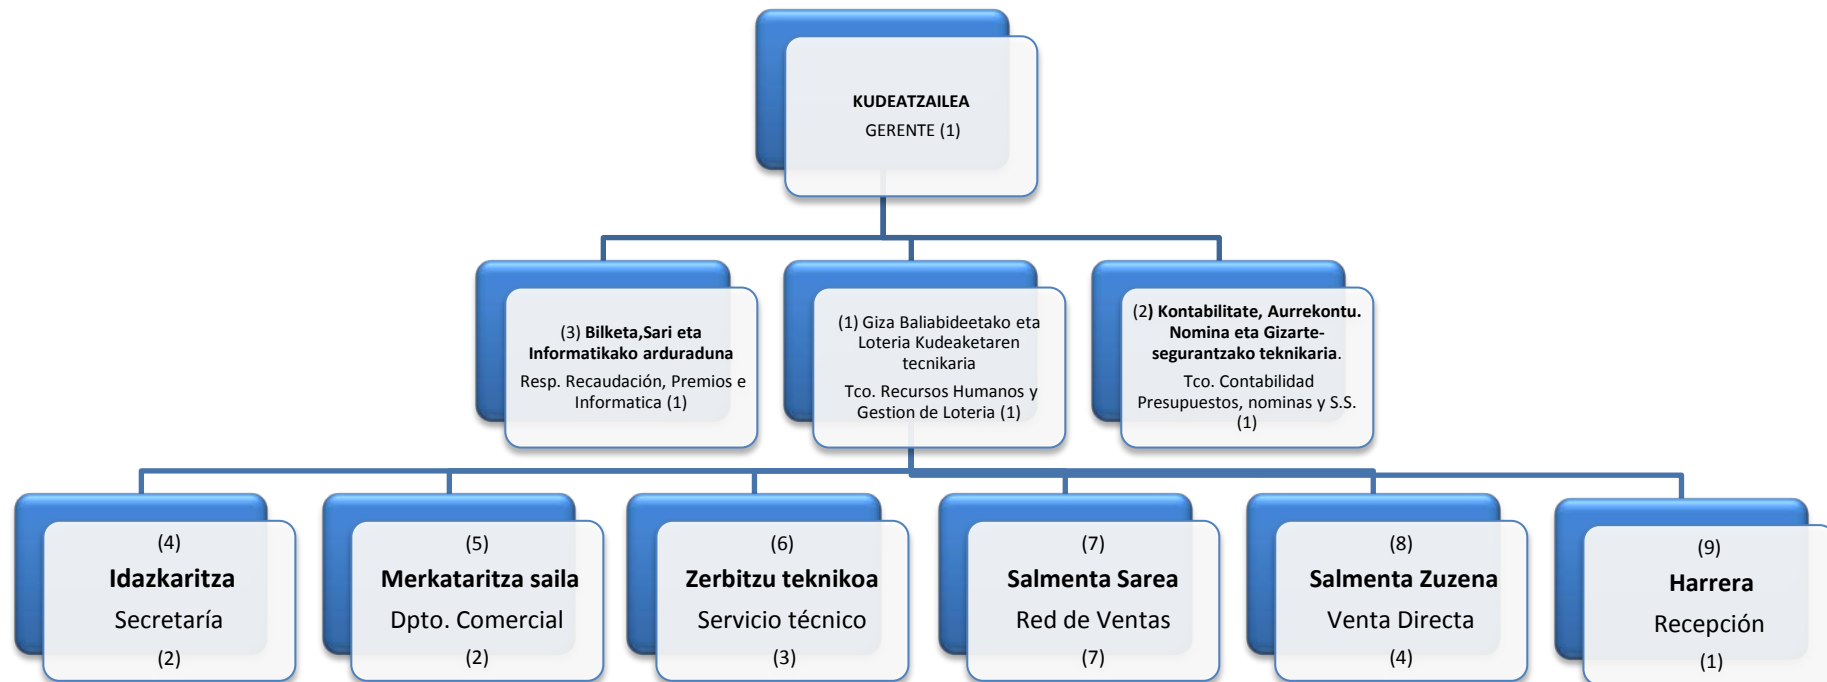 KUDEATZAILEA
GERENTE (1)
(3) Bilketa,Sari eta
Informatikako arduraduna
Resp. Recaudación, Premios e
Informatica (1)
(1) Giza Baliabideetako eta
Loteria Kudeaketaren
tecnikaria
Tco. Recursos Humanos y
Gestion de Loteria (1)
(2) Kontabilitate, Aurrekontu.
Nomina eta Gizarte-
segurantzako teknikaria.
Tco. Contabilidad
Presupuestos, nominas y S.S.
(1)
(4)
Idazkaritza
Secretaría
(2)
(5)
Merkataritza saila
Dpto. Comercial
(2)
(6)
Zerbitzu teknikoa
Servicio técnico
(3)
(7)
Salmenta Sarea
Red de Ventas
(7)
(8)
Salmenta Zuzena
Venta Directa
(4)
(9)
Harrera
Recepción
(1)